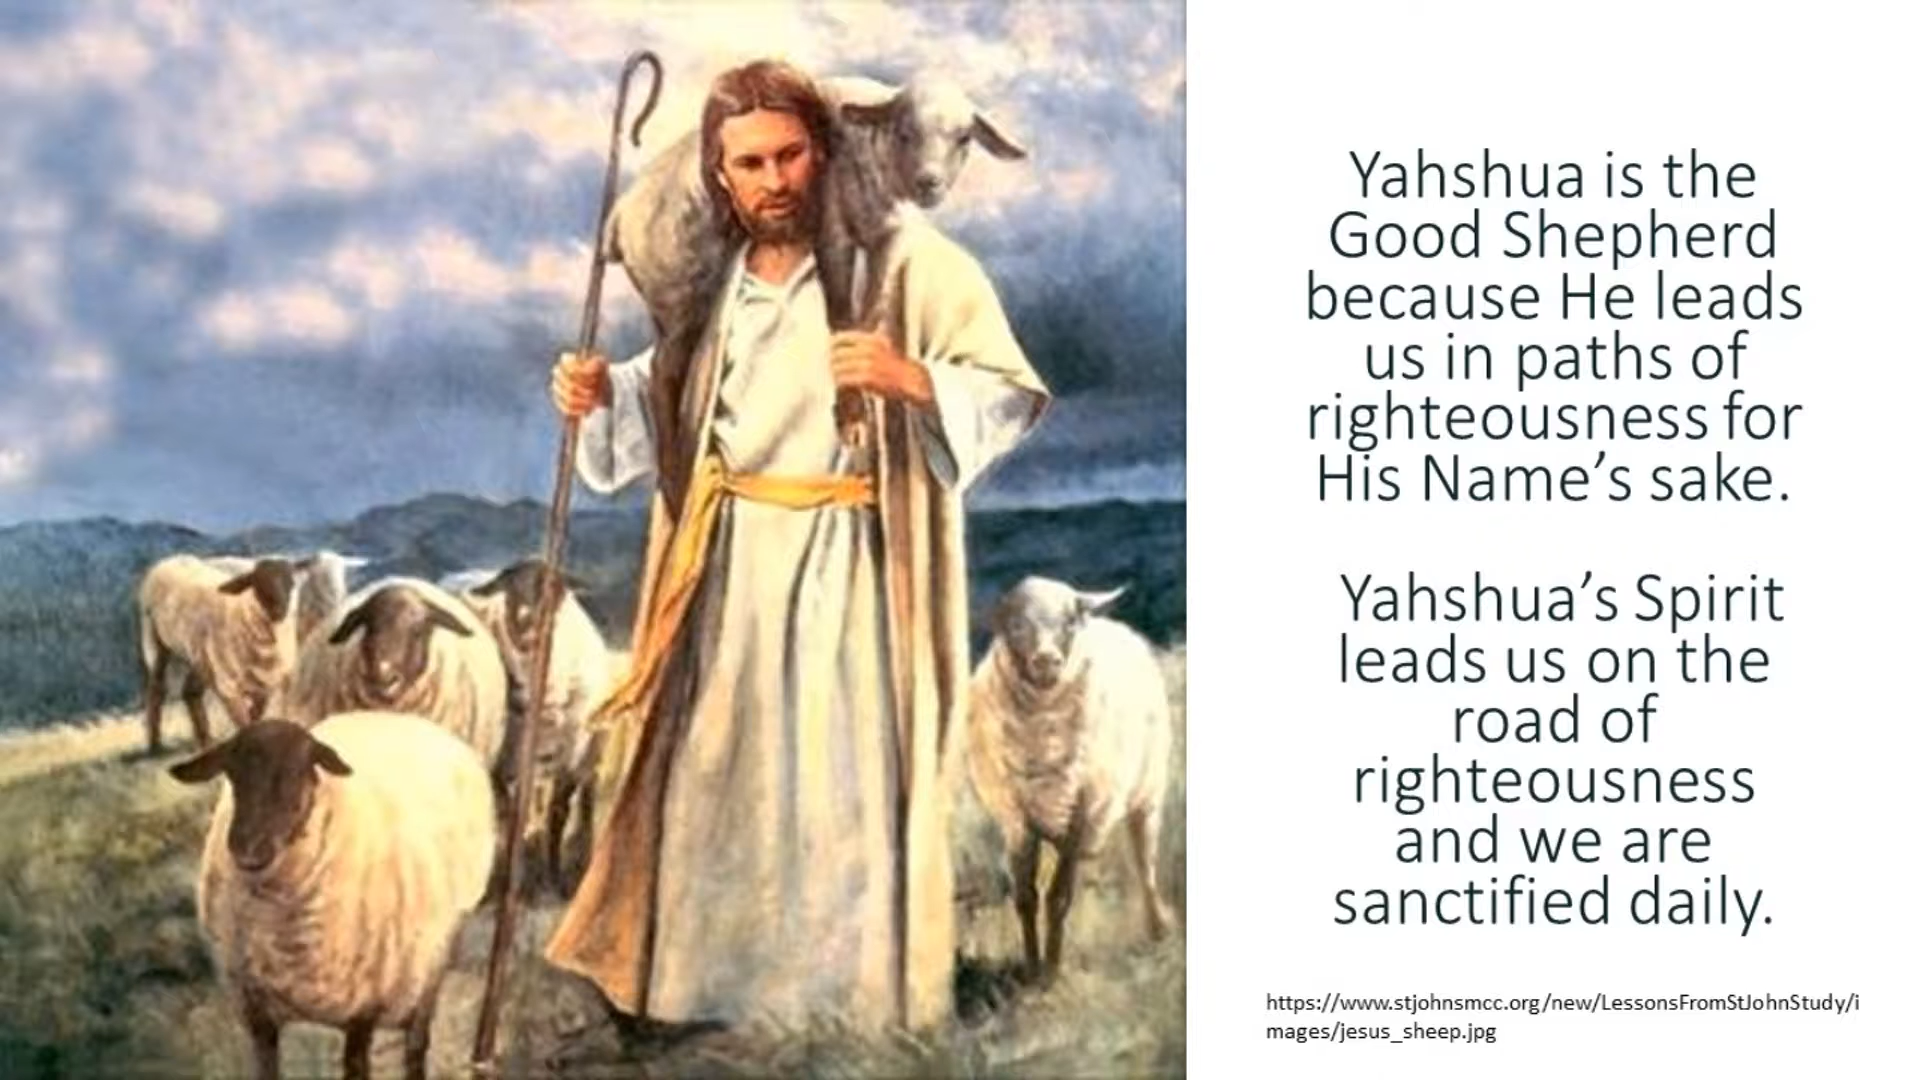 Yahshua is the
Good Shepherd
because He leads
us in paths of
righteousness for
His Name’s sake.
Yahshua’s Spirit
leads us on the
road of
righteousness
and we are
sanctified daily.
https://www.stjohnsmcc.org/new/LessonsFromStJohnStudy/i
mages/jesus_sheep.jpg